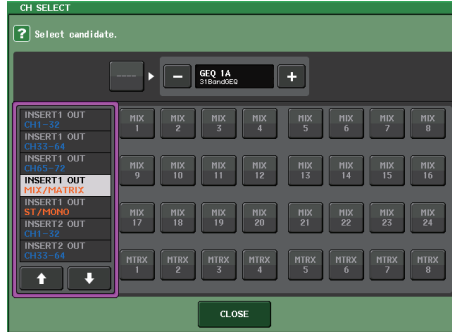 CH SELECT
? Select candidate.
----
− GEQ 1A +
31BandGEQ
INSERT1 OUT
CH1-32
INSERT1 OUT
CH33-64
INSERT1 OUT
CH65-72
INSERT1 OUT
MIX/MATRIX
INSERT1 OUT
ST/MONO
INSERT2 OUT
CH1-32
INSERT2 OUT
CH33-64
MIX 1 MIX 2 MIX 3 MIX 4 MIX 5 MIX 6 MIX 7 MIX 8
MIX 9 MIX 10 MIX 11 MIX 12 MIX 13 MIX 14 MIX 15 MIX 16
MIX 17 MIX 18 MIX 19 MIX 20 MIX 21 MIX 22 MIX 23 MIX 24
MTRX 1 MTRX 2 MTRX 3 MTRX 4 MTRX 5 MTRX 6 MTRX 7 MTRX 8
CLOSE